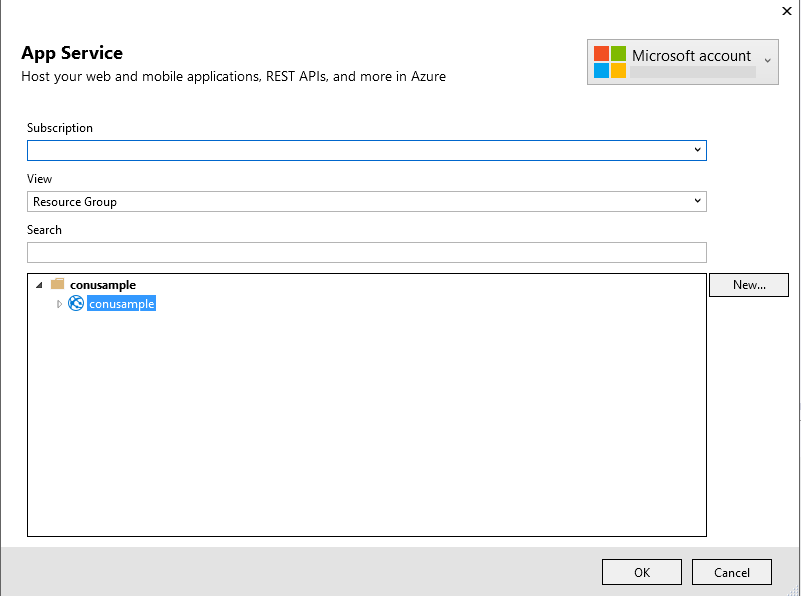 App Service
Host your web and mobile applications, REST APIs, and more in Azure
Microsoft account
Subscription
View
Resource Group
Search
conusample
New...
conusample
OK
Cancel